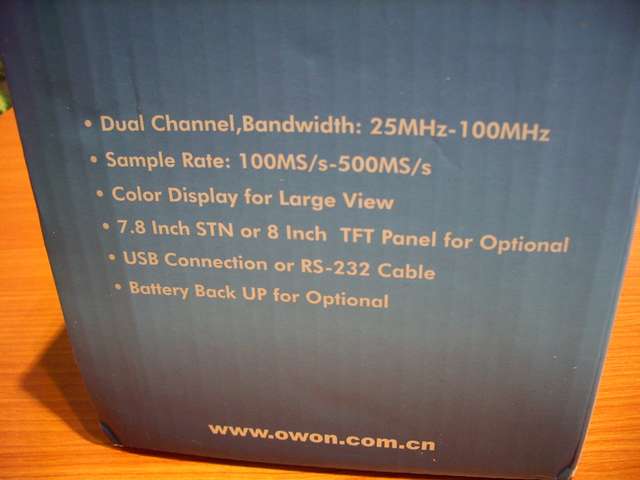 • Dual Channel,Bandwidth: 25MHz-100MHz
• Sample Rate: 100MS/s-500MS/s
• Color Display for Large View
• 7.8 Inch STN or 8 Inch TFT Panel for Optional
• USB Connection or RS-232 Cable
• Battery Back UP for Optional
www.owon.com.cn